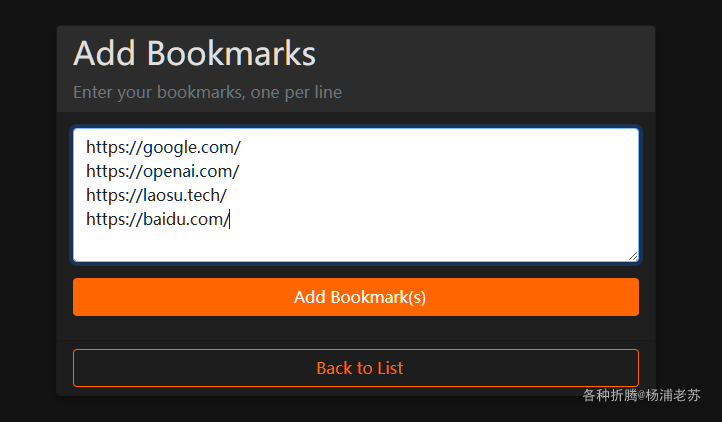 Add Bookmarks
Enter your bookmarks, one per line
https://google.com/
https://openai.com/
https://laosu.tech/
https://baidu.com/
Add Bookmark(s)
Back to List
各种折腾@杨浦老苏